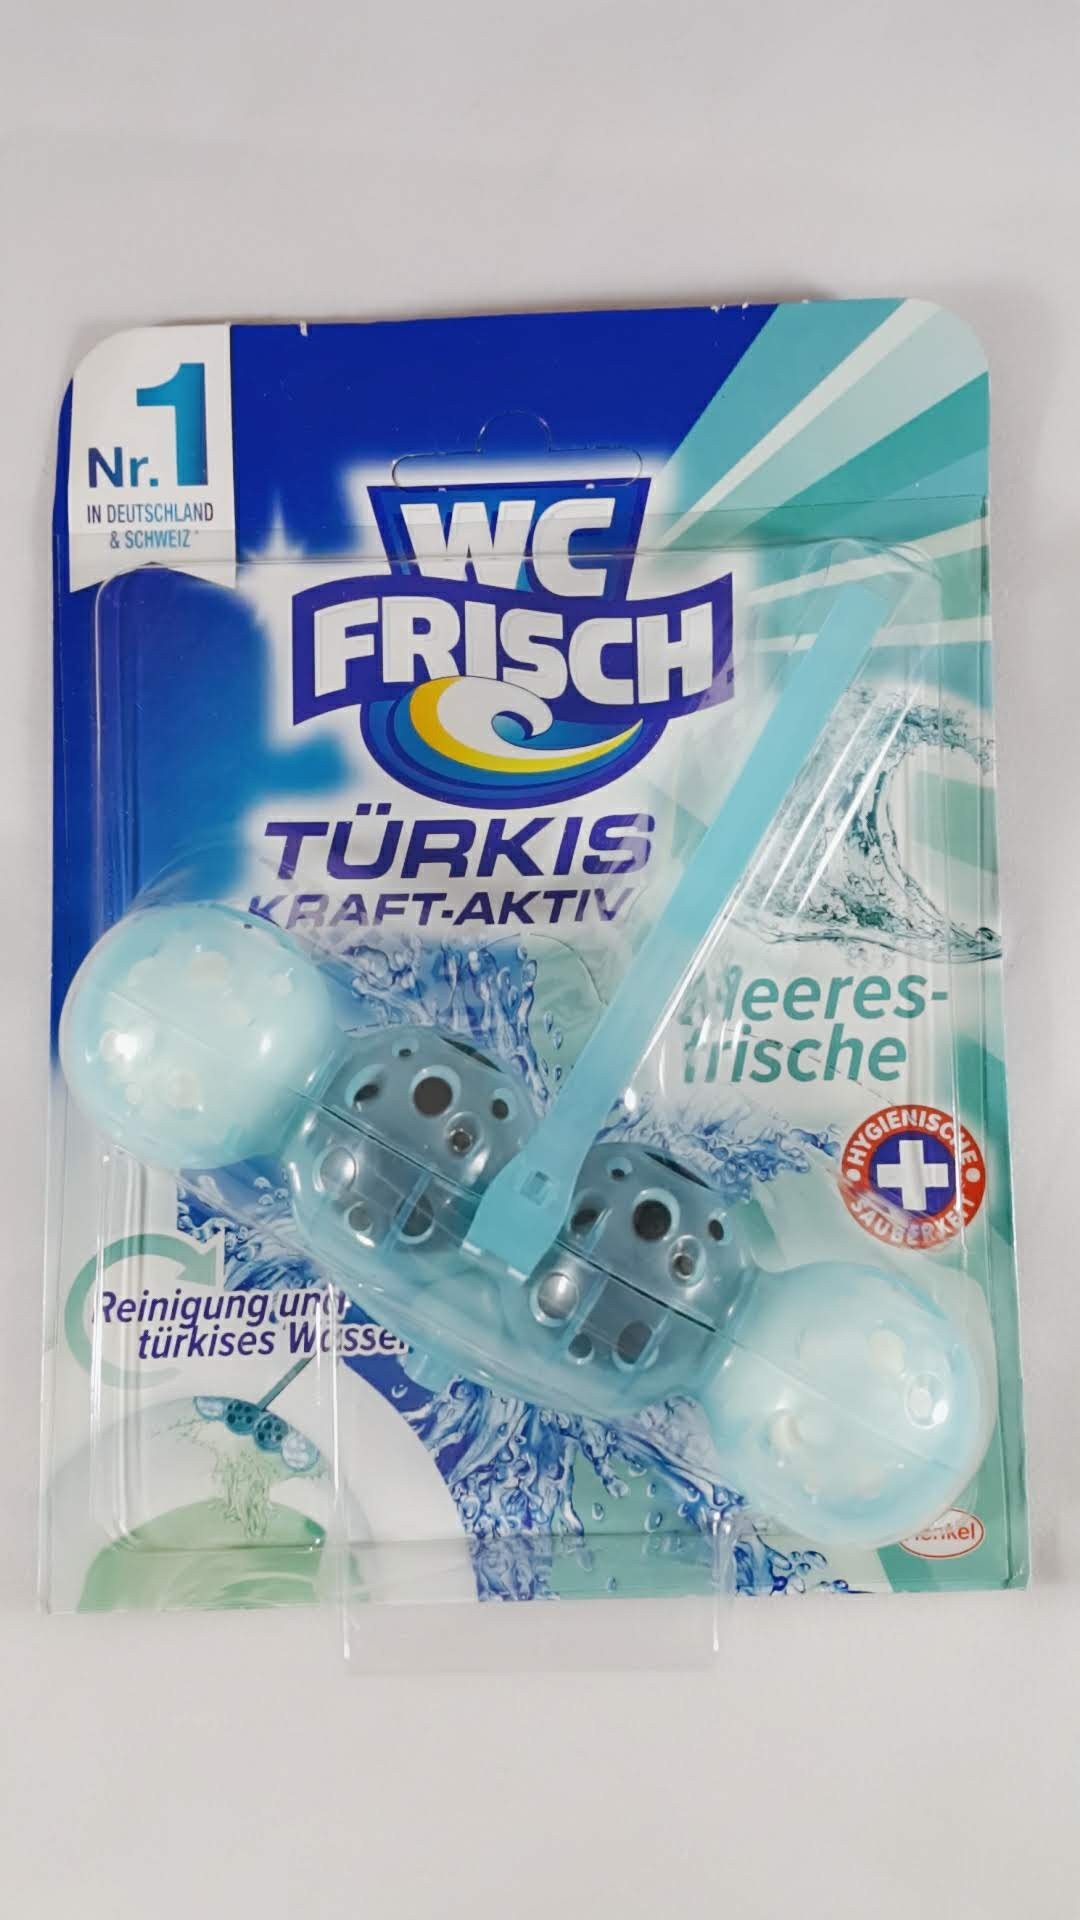 Nr. 1
IN DEUTSCHLAND
& SCHWEIZ*
WC
FRISCH
TÜRKIS
KRAFT-AKTIV
Meeres-
frische
HYGIENISCHE
SAUBERKEIT
Reinigung und
türkises Wasser
Henkel